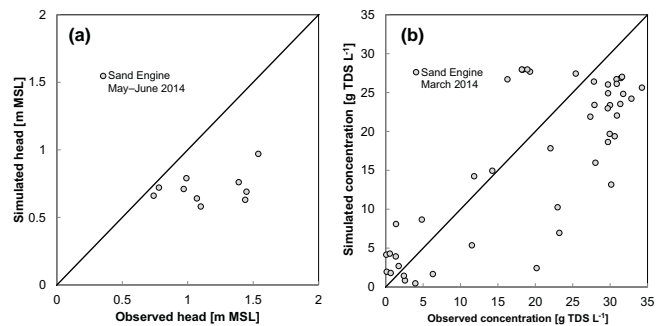 (a)
Sand Engine
May–June 2014
Simulated head [m MSL]
2
1.5
1
0.5
0
0
0.5
1
1.5
2
Observed head [m MSL]
(b)
Sand Engine
March 2014
Simulated concentration [g TDS L-1]
35
30
25
20
15
10
5
0
0
5
10
15
20
25
30
35
Observed concentration [g TDS L-1]